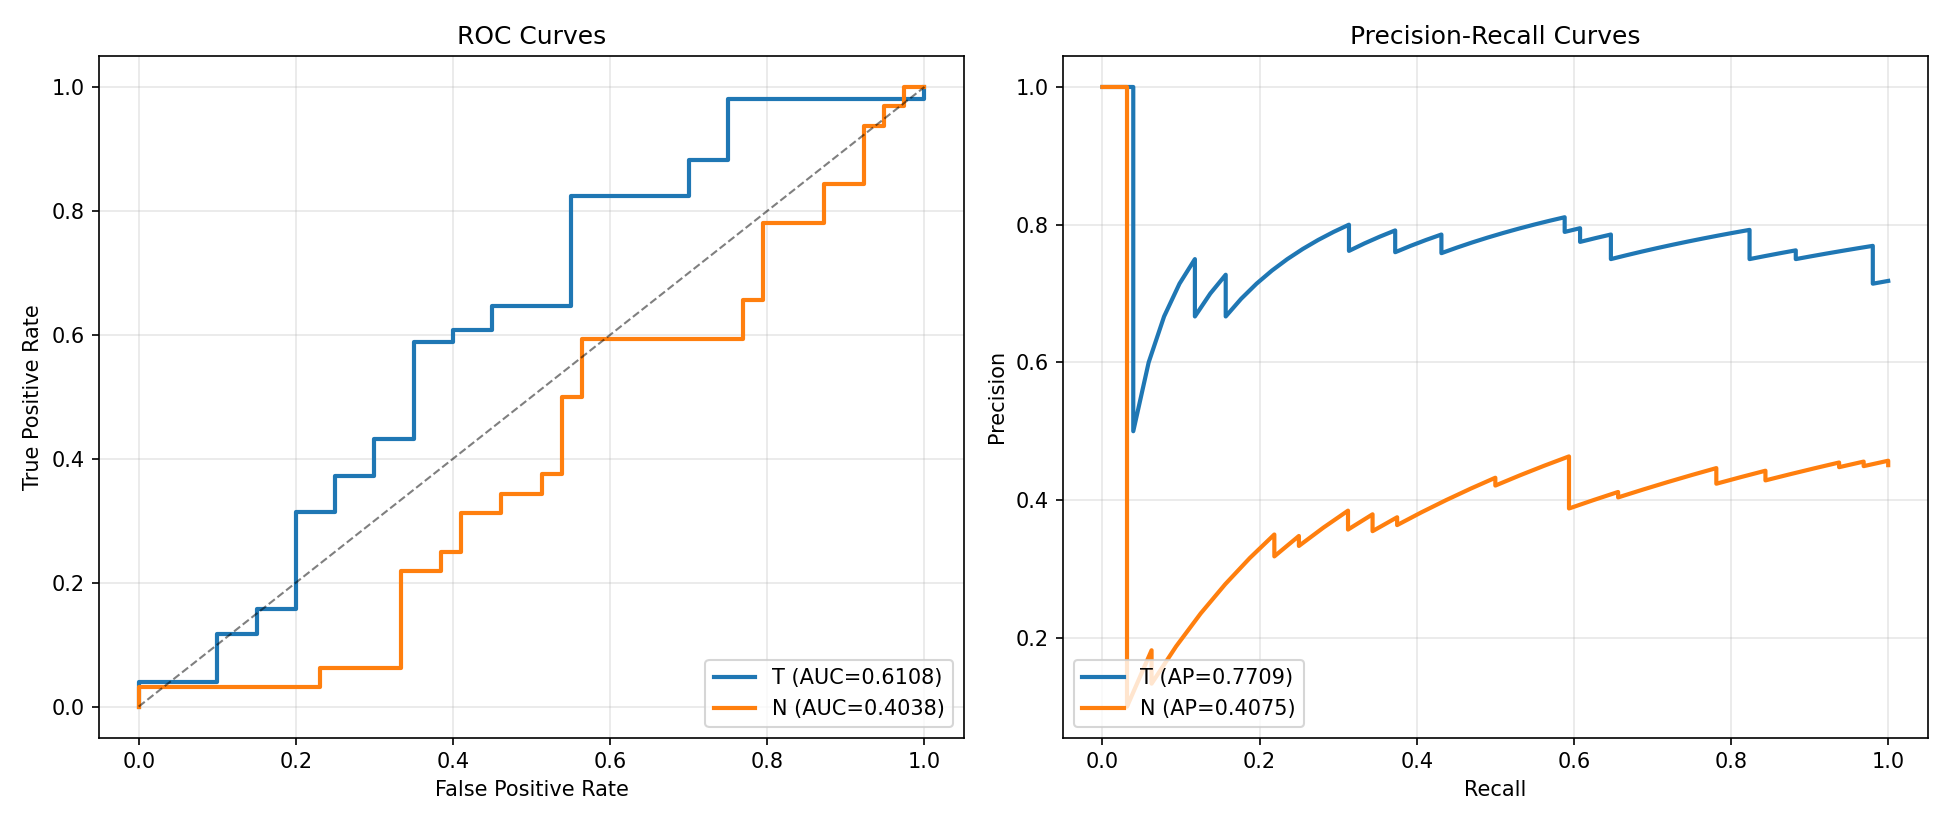 ROC Curves
1.0
0.8
0.6
0.4
0.2
0.0
True Positive Rate
0.0 0.2 0.4 0.6 0.8 1.0
False Positive Rate
T (AUC=0.6108)
N (AUC=0.4038)
Precision-Recall Curves
1.0
0.8
0.6
0.4
0.2
Precision
0.0 0.2 0.4 0.6 0.8 1.0
Recall
T (AP=0.7709)
N (AP=0.4075)